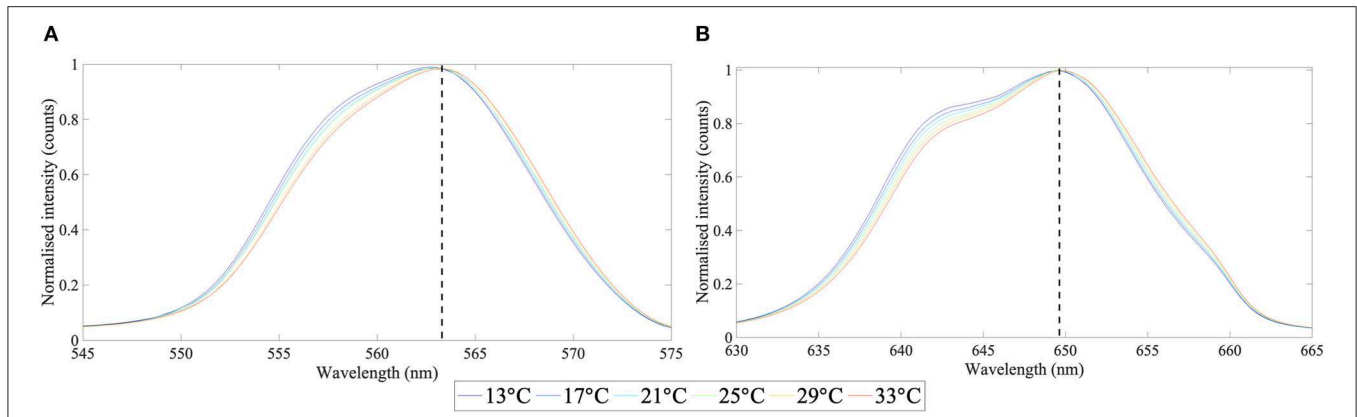 A
B
Normalised intensity (counts)
1
0.8
0.6
0.4
0.2
0
545 550 555 560 565 570 575
Wavelength (nm)
Normalised intensity (counts)
1
0.8
0.6
0.4
0.2
0
630 635 640 645 650 655 660 665
Wavelength (nm)
13°C 17°C 21°C 25°C 29°C 33°C